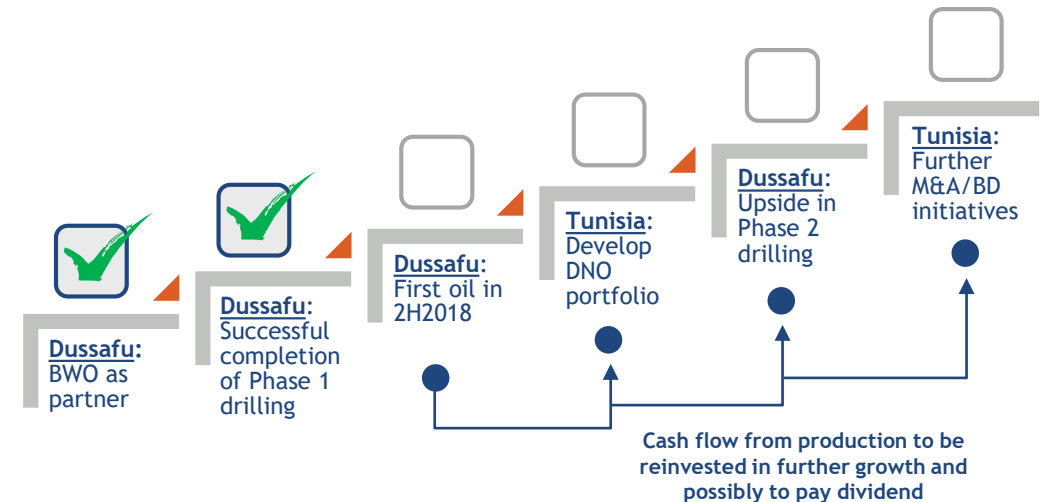 Dussafu:
BWO as
partner
Dussafu:
Successful
completion
of Phase 1
drilling
Dussafu:
First oil in
2H2018
Tunisia:
Develop
DNO
portfolio
Dussafu:
Upside in
Phase 2
drilling
Tunisia:
Further
M&A/BD
initiatives
Cash flow from production to be
reinvested in further growth and
possibly to pay dividend